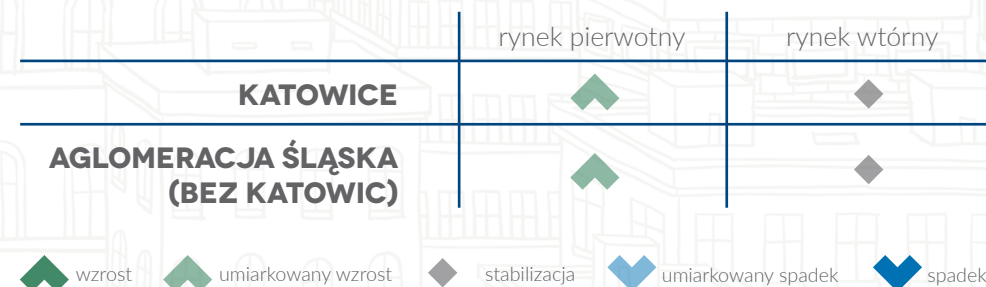 rynek pierwotny rynek wtórny
KATOWICE
AGLOMERACJA ŚLĄSKA
(BEZ KATOWIC)
wzrost umiarkowany wzrost stabilizacja umiarkowany spadek spadek